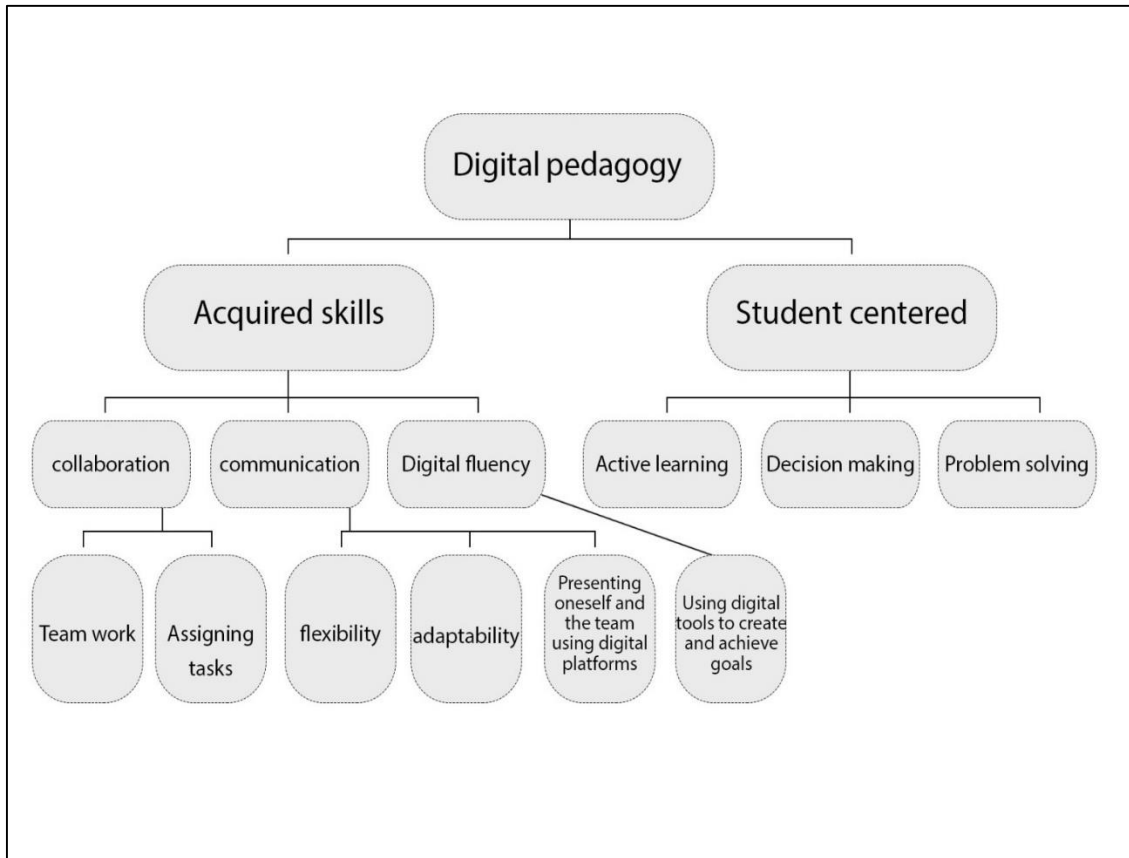 Digital pedagogy
Acquired skills
Student centered
collaboration
communication
Digital fluency
Active learning
Decision making
Problem solving
Team work
Assigning
tasks
flexibility
adaptability
Presenting
oneself and
the team
using digital
platforms
Using digital
tools to create
and achieve
goals